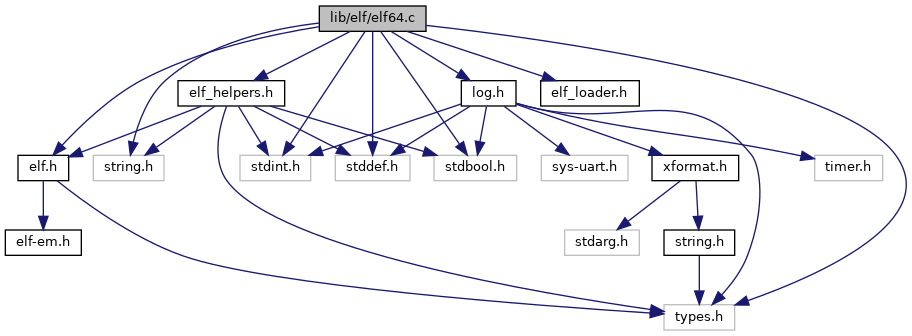 lib/elf/elf64.c
elf_helpers.h
log.h
elf_loader.h
elf.h
string.h
stdint.h
stddef.h
stdbool.h
sys-uart.h
xformat.h
timer.h
elf-em.h
stdarg.h
string.h
types.h